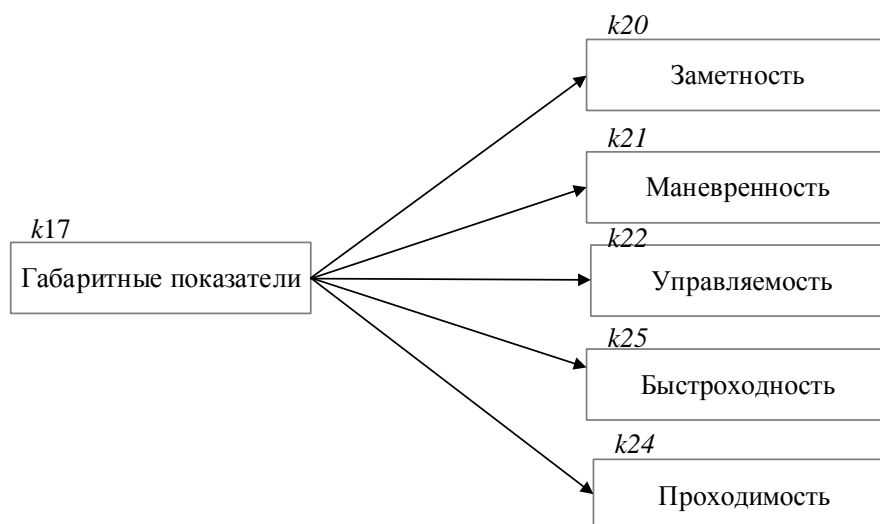 k20
Заметность
k21
Маневренность
k17
Габаритные показатели
k22
Управляемость
k25
Быстроходность
k24
Проходимость